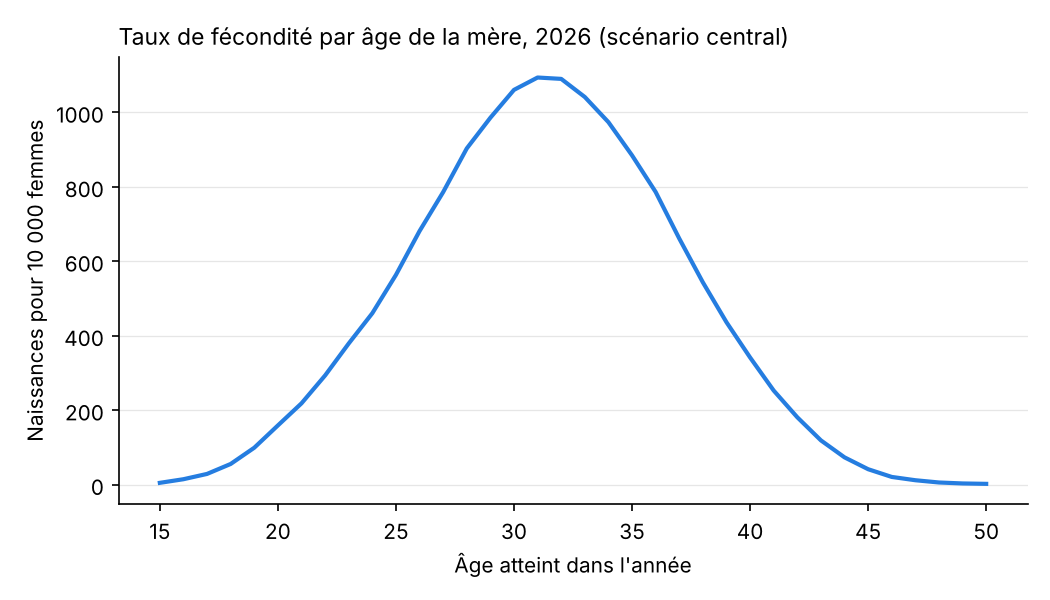 Taux de fécondité par âge de la mère, 2026 (scénario central)
Naissances pour 10 000 femmes
1000
800
600
400
200
0
15 20 25 30 35 40 45 50
Âge atteint dans l'année